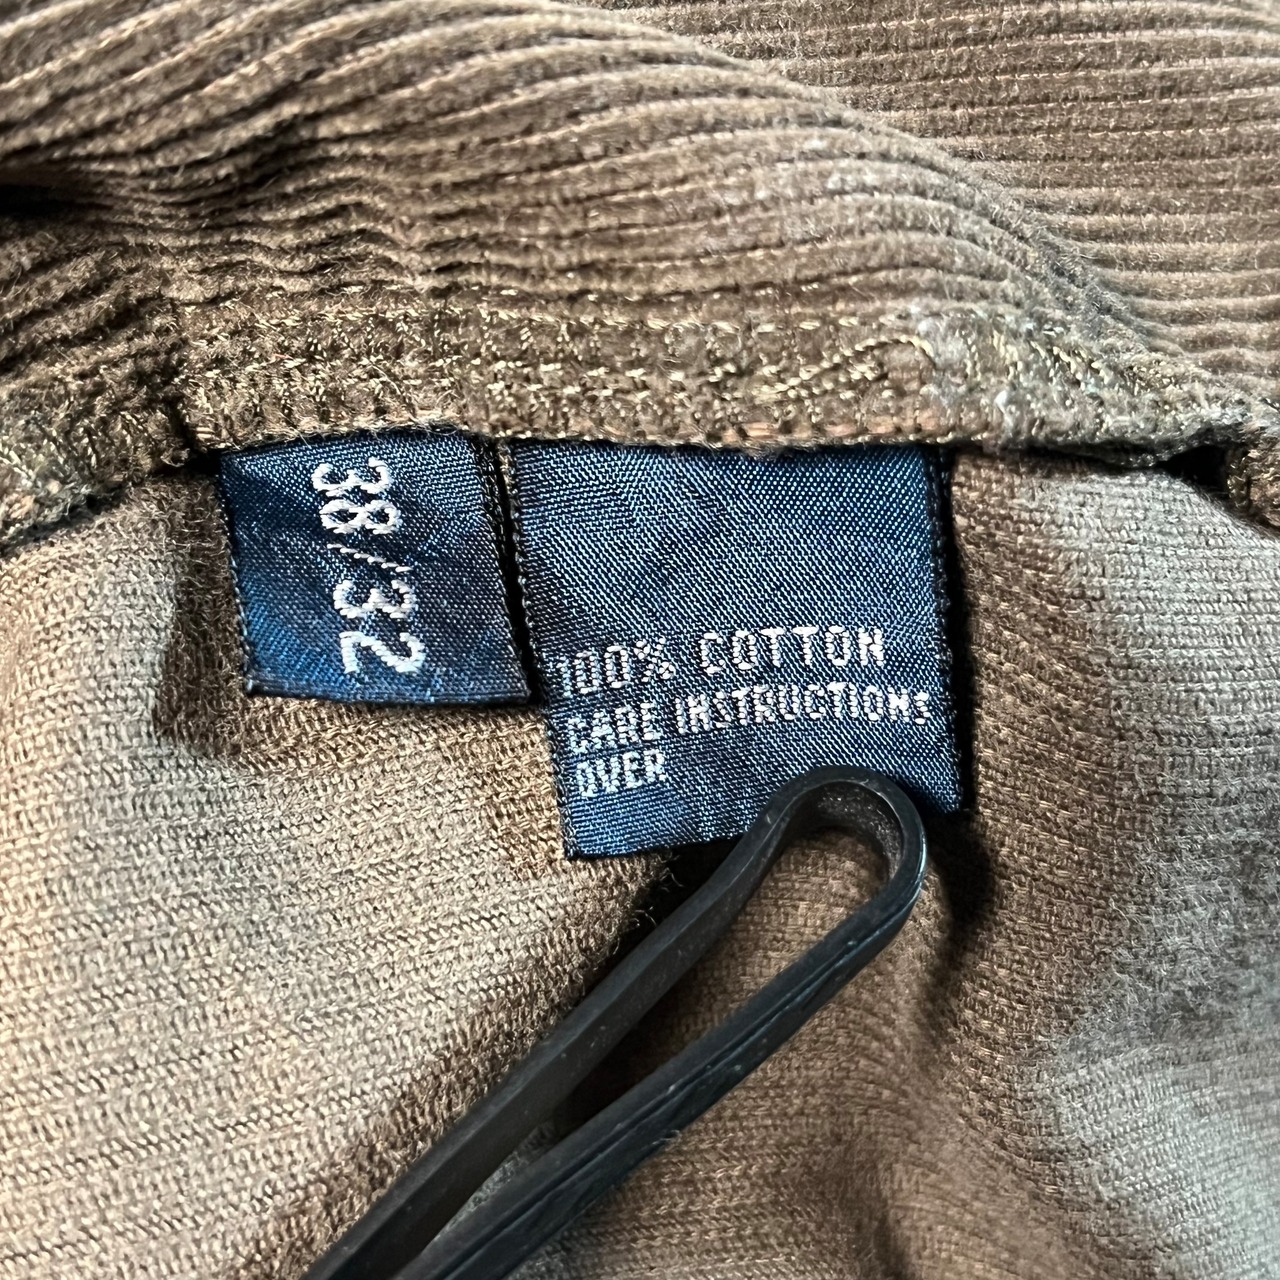 38/32
100% COTTON
CARE INSTRUCTIONS
OVER